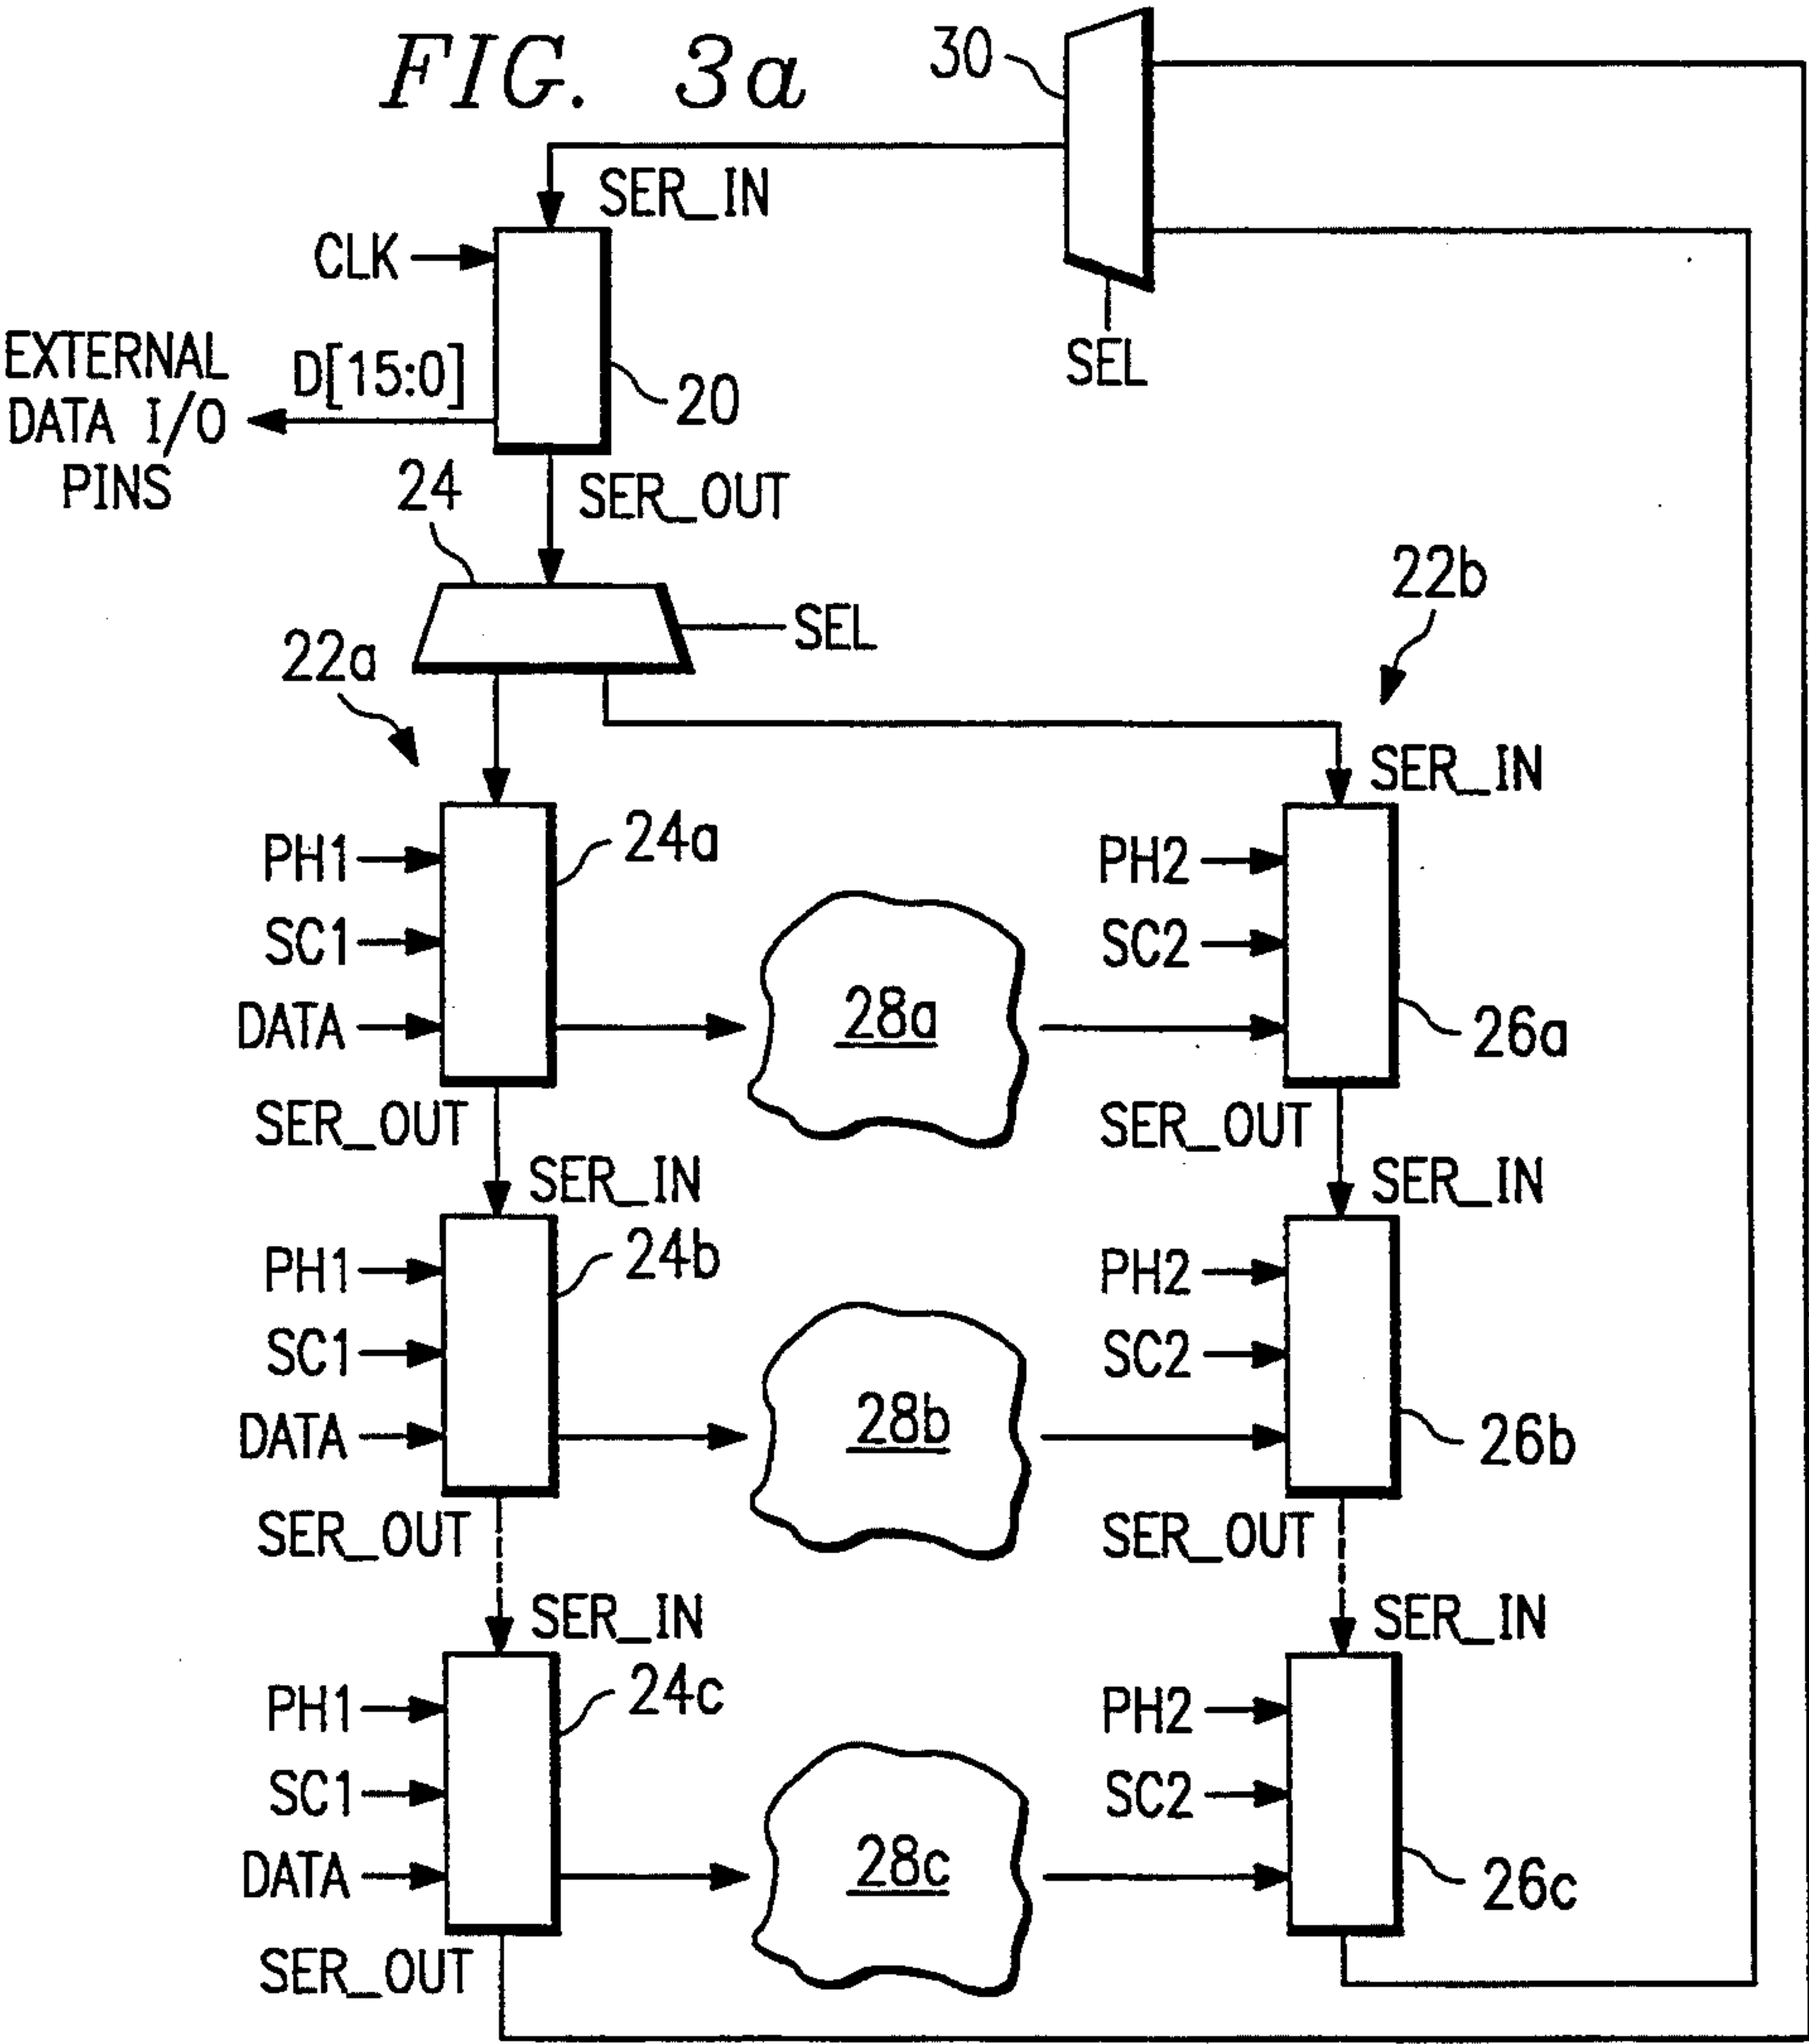 FIG. 3a
30
SER_IN
CLK
SEL
EXTERNAL
DATA I/O
PINS
D[15:0]
20
24
SER_OUT
SEL
22a
22b
SER_IN
PH1
24a
PH2
SC1
SC2
28a
DATA
26a
SER_OUT
SER_OUT
SER_IN
SER_IN
PH1
24b
PH2
SC1
SC2
28b
DATA
26b
SER_OUT
SER_OUT
SER_IN
SER_IN
PH1
24c
PH2
SC1
SC2
28c
DATA
26c
SER_OUT